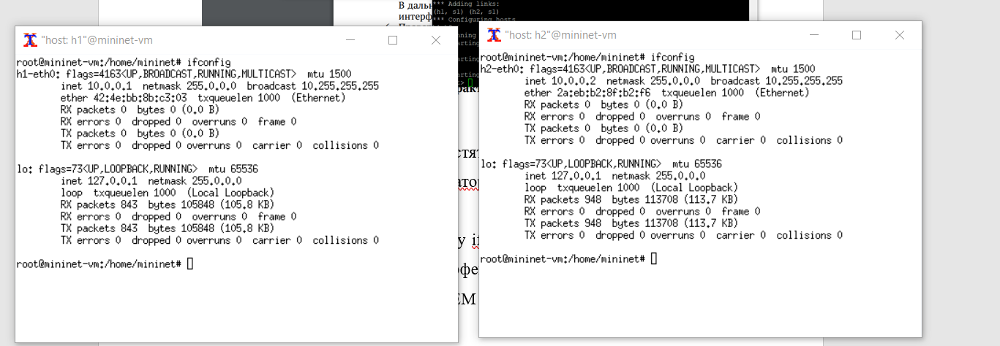 В даль
интерф
*** Adding links:
(h1, s1) (h2, s1)
*** Configuring hosts
"host: h1"@mininet-vm
root@mininet-vm:/home/mininet# ifconfig
h1-eth0: flags=4163<UP,BROADCAST,RUNNING,MULTICAST>  mtu 1500
        inet 10.0.0.1  netmask 255.0.0.0  broadcast 10.255.255.255
        ether 42:4e:bb:8b:c3:03  txqueuelen 1000  (Ethernet)
        RX packets 0  bytes 0 (0.0 B)
        RX errors 0  dropped 0  overruns 0  frame 0
        TX packets 0  bytes 0 (0.0 B)
        TX errors 0  dropped 0 overruns 0  carrier 0  collisions 0
lo: flags=73<UP,LOOPBACK,RUNNING>  mtu 65536
        inet 127.0.0.1  netmask 255.0.0.0
        loop  txqueuelen 1000  (Local Loopback)
        RX packets 843  bytes 105848 (105.8 KB)
        RX errors 0  dropped 0  overruns 0  frame 0
        TX packets 843  bytes 105848 (105.8 KB)
        TX errors 0  dropped 0 overruns 0  carrier 0  collisions 0
root@mininet-vm:/home/mininet#
"host: h2"@mininet-vm
root@mininet-vm:/home/mininet# ifconfig
h2-eth0: flags=4163<UP,BROADCAST,RUNNING,MULTICAST>  mtu 1500
        inet 10.0.0.2  netmask 255.0.0.0  broadcast 10.255.255.255
        ether 2a:eb:b2:8f:b2:f6  txqueuelen 1000  (Ethernet)
        RX packets 0  bytes 0 (0.0 B)
        RX errors 0  dropped 0  overruns 0  frame 0
        TX packets 0  bytes 0 (0.0 B)
        TX errors 0  dropped 0 overruns 0  carrier 0  collisions 0
lo: flags=73<UP,LOOPBACK,RUNNING>  mtu 65536
        inet 127.0.0.1  netmask 255.0.0.0
        loop  txqueuelen 1000  (Local Loopback)
        RX packets 948  bytes 113708 (113.7 KB)
        RX errors 0  dropped 0  overruns 0  frame 0
        TX packets 948  bytes 113708 (113.7 KB)
        TX errors 0  dropped 0 overruns 0  carrier 0  collisions 0
root@mininet-vm:/home/mininet#